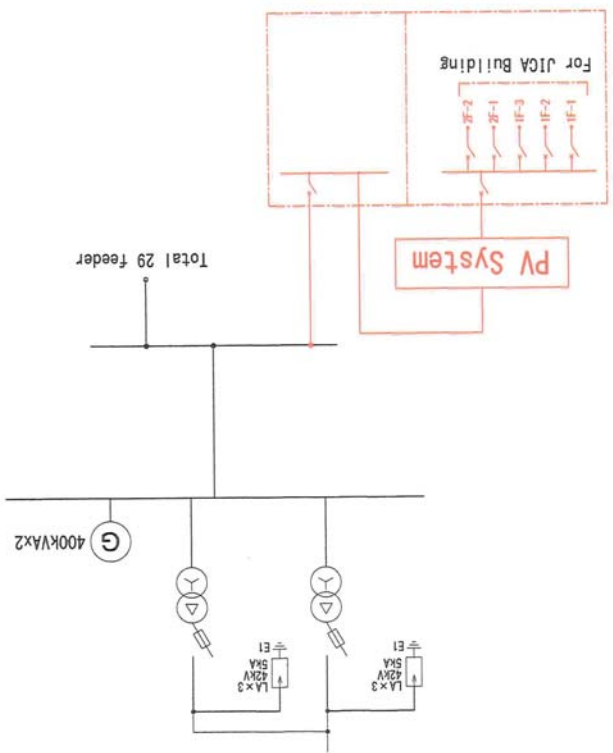 LA×3
42kV
5kA
E1
LA×3
42kV
5kA
E1
G
400kVAx2
Total 29 feeder
PV System
1F-1
1F-2
1F-3
2F-1
2F-2
For JICA Building